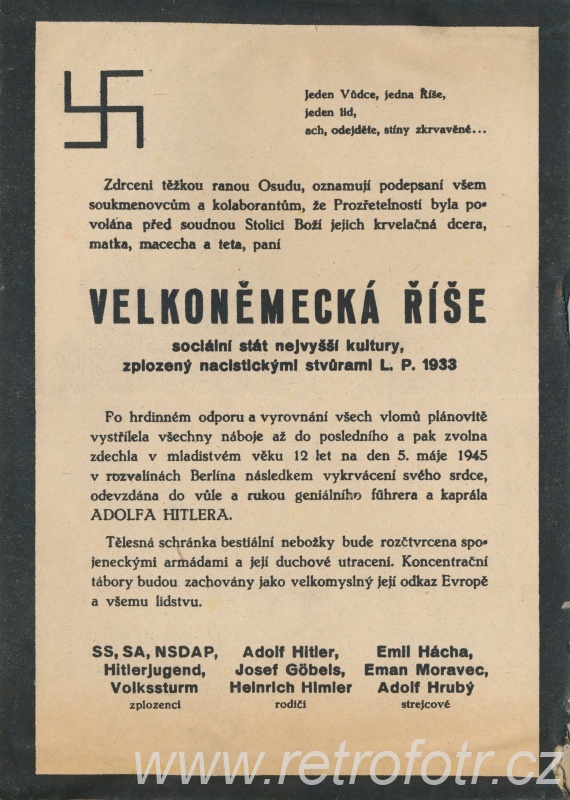 Jeden Vůdce, jedna Říše,
jeden lid,
ach, odejděte, stíny zkrvavěné...
Zdrceni těžkou ranou Osudu, oznamují podepsaní všem
soukmenovcům a kolaborantům, že Prozřetelností byla po-
volána před soudnou Stolici Boží jejich krvelačná dcera,
matka, macecha a teta, paní
VELKONĚMECKÁ ŘÍŠE
sociální stát nejvyšší kultury,
zplozený nacistickými stvůrami L. P. 1933
Po hrdinném odporu a vyrovnání všech vlomů plánovitě
vystřílela všechny náboje až do posledního a pak zvolna
zdechla v mladistvém věku 12 let na den 5. máje 1945
v rozvalinách Berlína následkem vykrvácení svého srdce,
odevzdána do vůle a rukou geniálního führera a kaprála
ADOLFA HITLERA.
Tělesná schránka bestiální nebožky bude rozčtvrcena spo-
jeneckými armádami a její duchové utraceni. Koncentrační
tábory budou zachovány jako velkomyslný její odkaz Evropě
a všemu lidstvu.
SS, SA, NSDAP,
Hitlerjugend,
Volkssturm
zplozenci
Adolf Hitler,
Josef Göbels,
Heinrich Himler
rodiči
Emil Hácha,
Eman Moravec,
Adolf Hrubý
strejcové
www.retrofotr.cz